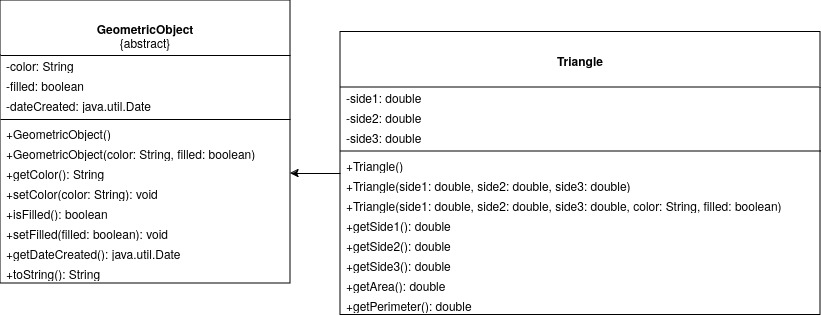 GeometricObject
{abstract}
-color: String
-filled: boolean
-dateCreated: java.util.Date
+GeometricObject()
+GeometricObject(color: String, filled: boolean)
+getColor(): String
+setColor(color: String): void
+isFilled(): boolean
+setFilled(filled: boolean): void
+getDateCreated(): java.util.Date
+toString(): String
Triangle
-side1: double
-side2: double
-side3: double
+Triangle()
+Triangle(side1: double, side2: double, side3: double)
+Triangle(side1: double, side2: double, side3: double, color: String, filled: boolean)
+getSide1(): double
+getSide2(): double
+getSide3(): double
+getArea(): double
+getPerimeter(): double